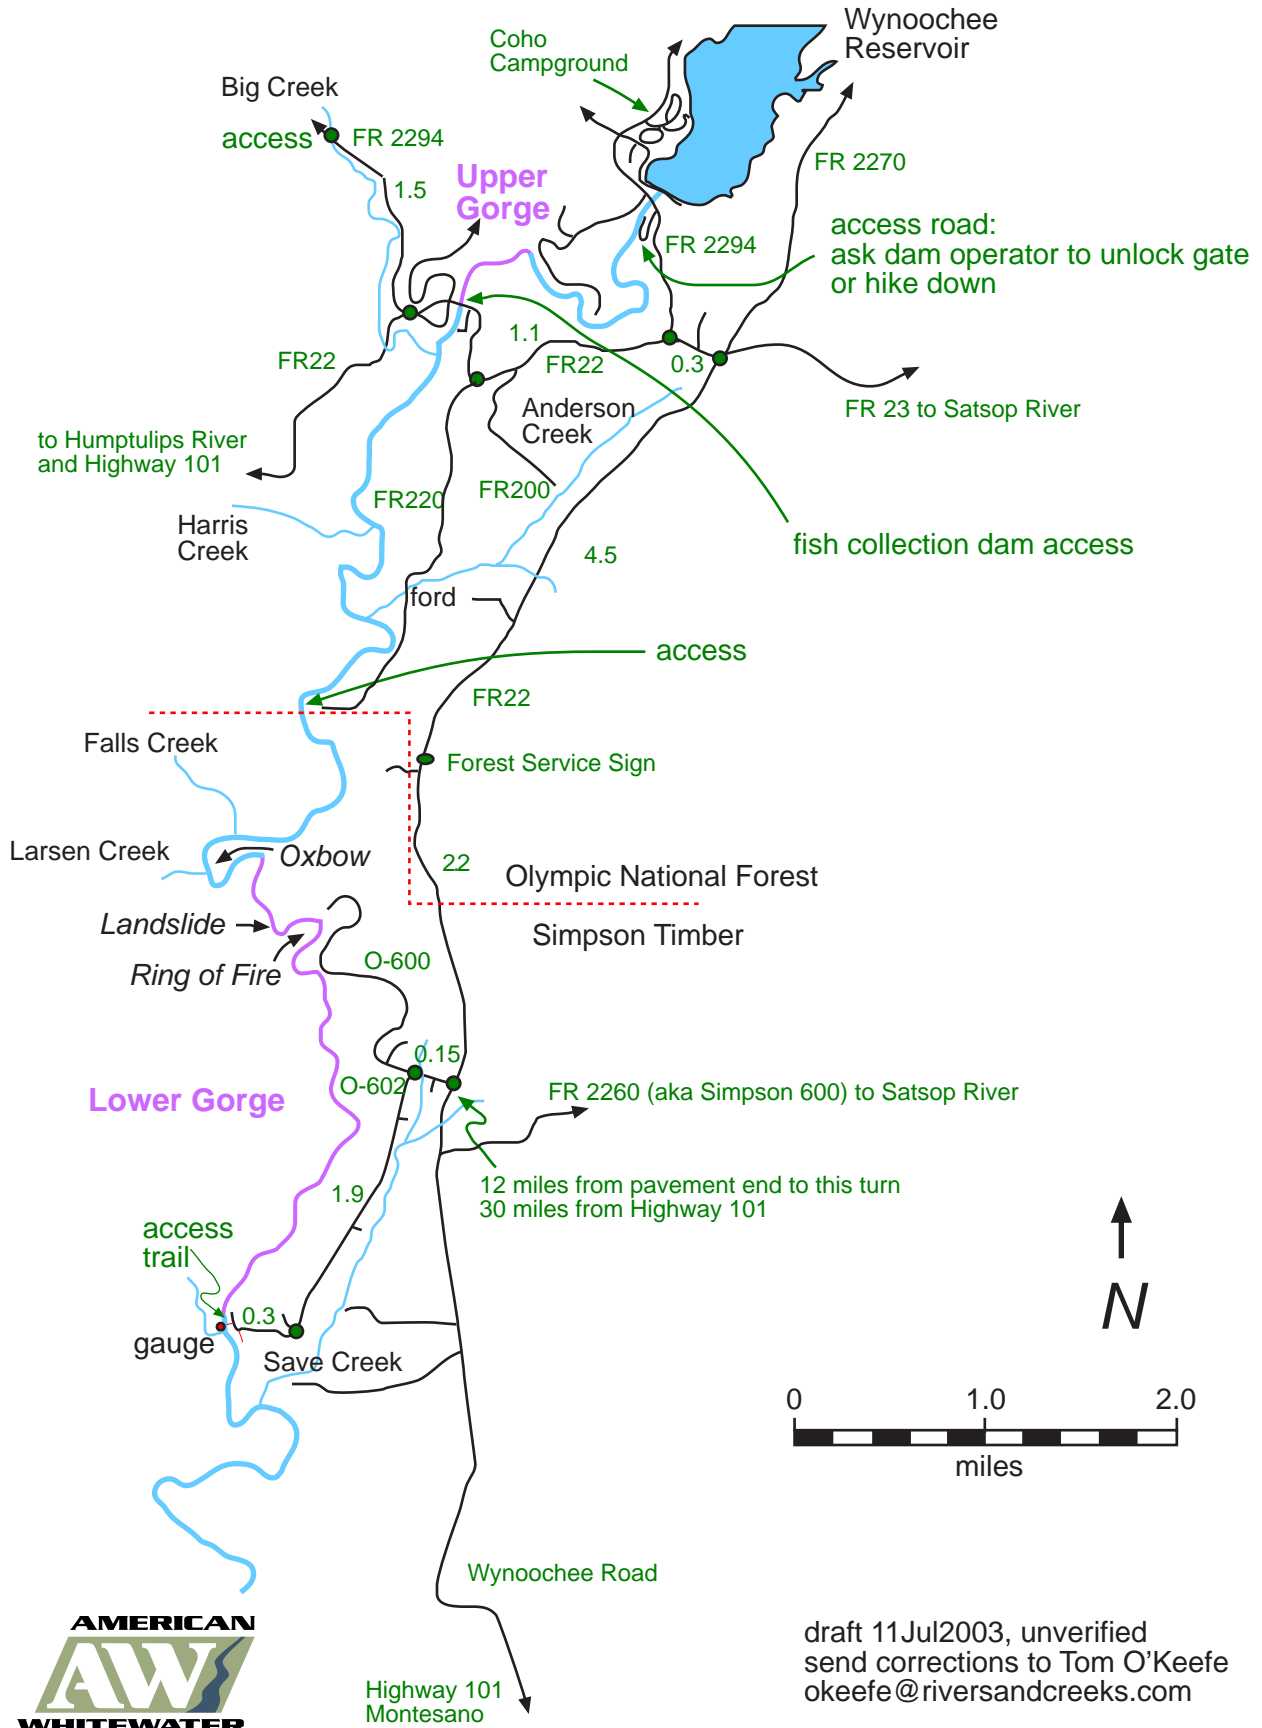 Wynoochee
Reservoir
Coho
Campground
Big Creek
access
FR 2294
FR 2270
1.5
Upper
Gorge
access road:
ask dam operator to unlock gate
or hike down
FR 2294
1.1
FR22
FR22
0.3
FR 23 to Satsop River
Anderson
Creek
to Humptulips River
and Highway 101
FR220
FR200
Harris
Creek
fish collection dam access
4.5
ford
access
FR22
Falls Creek
Forest Service Sign
Larsen Creek
Oxbow
2.2
Olympic National Forest
Landslide
Simpson Timber
Ring of Fire
O-600
0.15
O-602
Lower Gorge
FR 2260 (aka Simpson 600) to Satsop River
12 miles from pavement end to this turn
30 miles from Highway 101
1.9
access
trail
0.3
gauge
Save Creek
N
0 1.0 2.0
miles
Wynoochee Road
Highway 101
Montesano
draft 11Jul2003, unverified
send corrections to Tom O'Keefe
okeefe@riversandcreeks.com
AMERICAN
AW
WHITEWATER